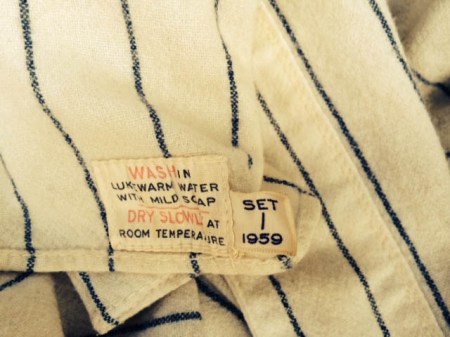 WASH IN
LUKEWARM WATER
WITH MILD SOAP
DRY SLOWLY AT
ROOM TEMPERATURE
SET
1
1959